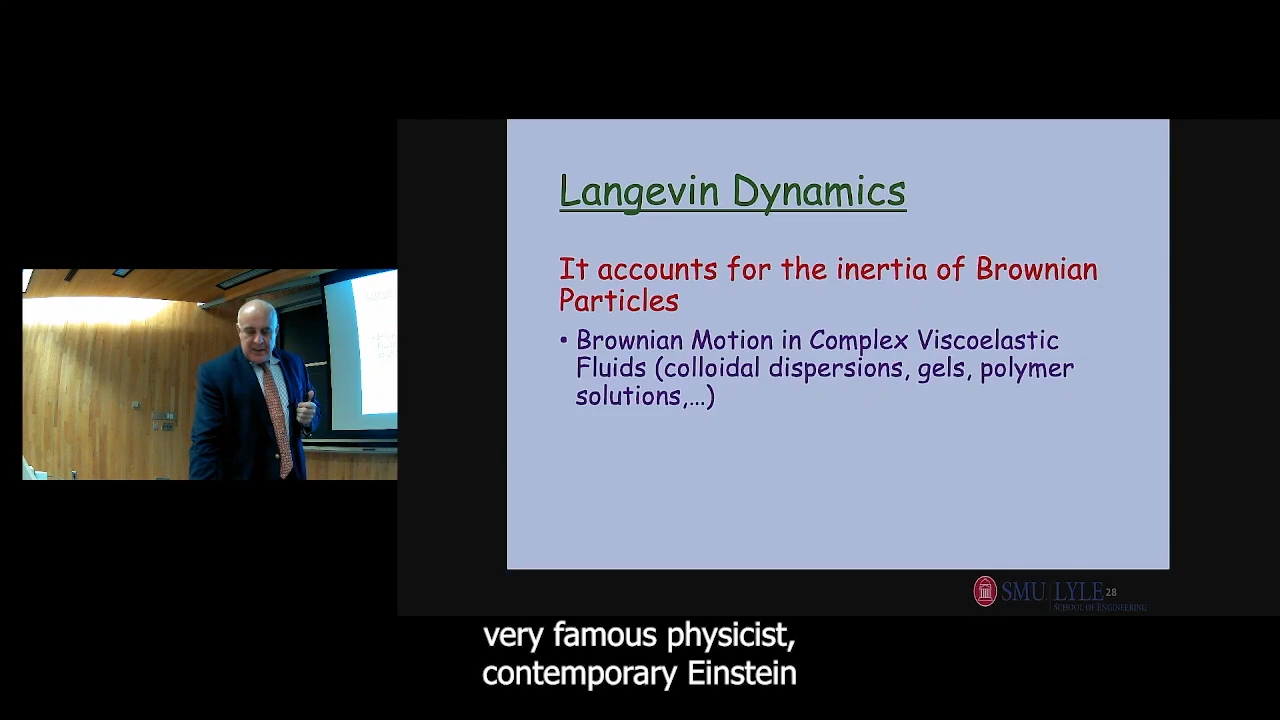 Langevin Dynamics
It accounts for the inertia of Brownian
Particles
• Brownian Motion in Complex Viscoelastic
Fluids (colloidal dispersions, gels, polymer
solutions,...)
SMU LYLE 28
SCHOOL OF ENGINEERING
very famous physicist,
contemporary Einstein